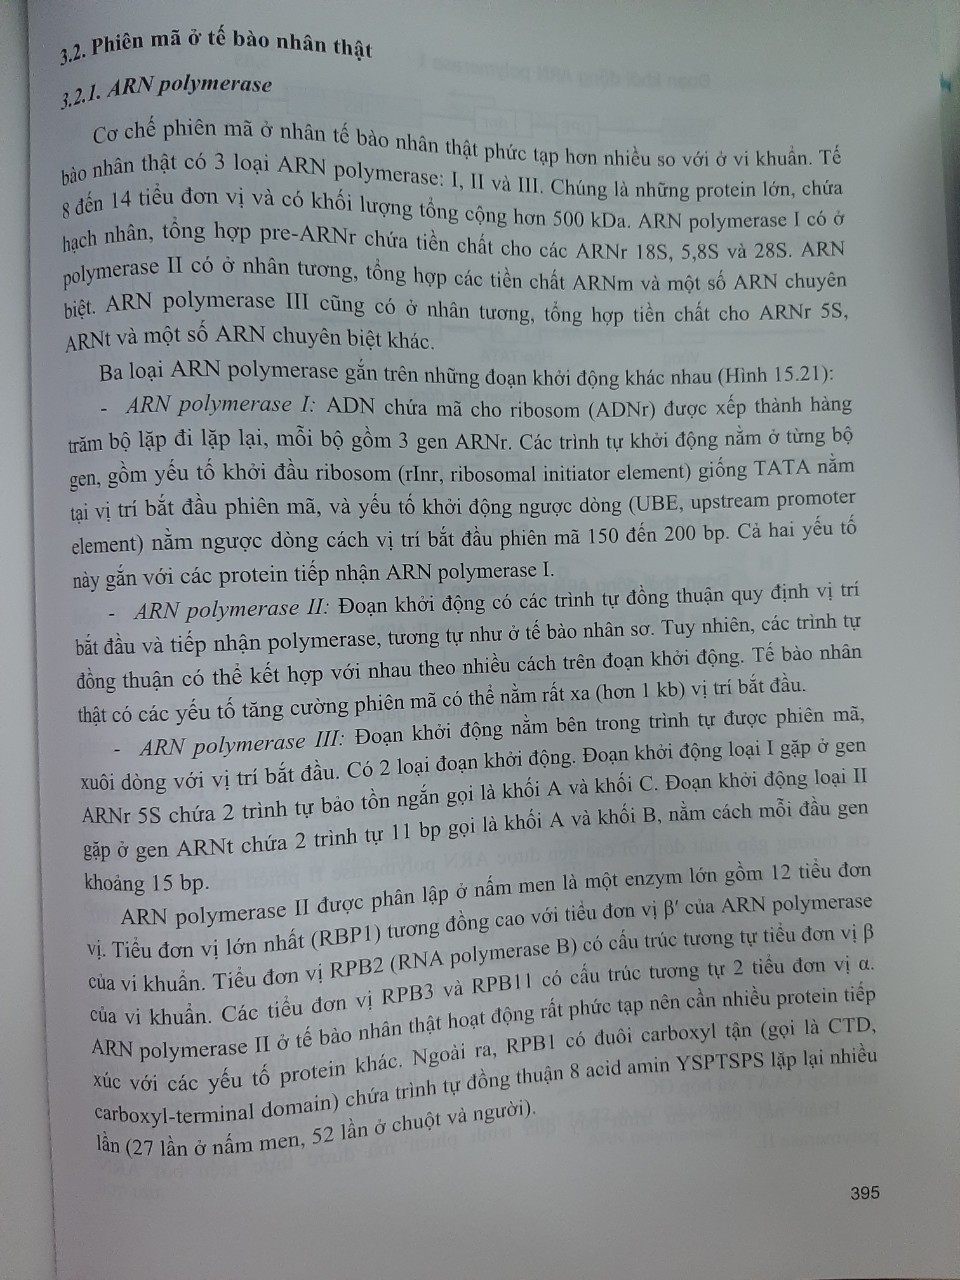 3.2. Phiên mã ở tế bào nhân thật
3.2.1. ARN polymerase
Cơ chế phiên mã ở nhân tế bào nhân thật phức tạp hơn nhiều so với ở vi khuẩn. Tế
bào nhân thật có 3 loại ARN polymerase: I, II và III. Chúng là những protein lớn, chứa
8 đến 14 tiểu đơn vị và có khối lượng tổng cộng hơn 500 kDa. ARN polymerase I có ở
hạch nhân, tổng hợp pre-ARNr chứa tiền chất cho các ARNr 18S, 5,8S và 28S. ARN
polymerase II có ở nhân tương, tổng hợp các tiền chất ARNm và một số ARN chuyên
biệt. ARN polymerase III cũng có ở nhân tương, tổng hợp tiền chất cho ARNr 5S,
ARNt và một số ARN chuyên biệt khác.
Ba loại ARN polymerase gắn trên những đoạn khởi động khác nhau (Hình 15.21):
- ARN polymerase I: ADN chứa mã cho ribosom (ADNr) được xếp thành hàng
trăm bộ lặp đi lặp lại, mỗi bộ gồm 3 gen ARNr. Các trình tự khởi động nằm ở từng bộ
gen, gồm yếu tố khởi đầu ribosom (rInr, ribosomal initiator element) giống TATA nằm
tại vị trí bắt đầu phiên mã, và yếu tố khởi động ngược dòng (UBE, upstream promoter
element) nằm ngược dòng cách vị trí bắt đầu phiên mã 150 đến 200 bp. Cả hai yếu tố
này gắn với các protein tiếp nhận ARN polymerase I.
- ARN polymerase II: Đoạn khởi động có các trình tự đồng thuận quy định vị trí
bắt đầu và tiếp nhận polymerase, tương tự như ở tế bào nhân sơ. Tuy nhiên, các trình tự
đồng thuận có thể kết hợp với nhau theo nhiều cách trên đoạn khởi động. Tế bào nhân
thật có các yếu tố tăng cường phiên mã có thể nằm rất xa (hơn 1 kb) vị trí bắt đầu.
- ARN polymerase III: Đoạn khởi động nằm bên trong trình tự được phiên mã,
xuôi dòng với vị trí bắt đầu. Có 2 loại đoạn khởi động. Đoạn khởi động loại I gặp ở gen
ARNr 5S chứa 2 trình tự bảo tồn ngắn gọi là khối A và khối C. Đoạn khởi động loại II
gặp ở gen ARNt chứa 2 trình tự 11 bp gọi là khối A và khối B, nằm cách mỗi đầu gen
khoảng 15 bp.
ARN polymerase II được phân lập ở nấm men là một enzym lớn gồm 12 tiểu đơn
vị. Tiểu đơn vị lớn nhất (RBP1) tương đồng cao với tiểu đơn vị β′ của ARN polymerase
của vi khuẩn. Tiểu đơn vị RPB2 (RNA polymerase B) có cấu trúc tương tự tiểu đơn vị β
của vi khuẩn. Các tiểu đơn vị RPB3 và RPB11 có cấu trúc tương tự 2 tiểu đơn vị α.
ARN polymerase II ở tế bào nhân thật hoạt động rất phức tạp nên cần nhiều protein tiếp
xúc với các yếu tố protein khác. Ngoài ra, RPB1 có đuôi carboxyl tận (gọi là CTD,
carboxyl-terminal domain) chứa trình tự đồng thuận 8 acid amin YSPTSPS lặp lại nhiều
lần (27 lần ở nấm men, 52 lần ở chuột và người).
395